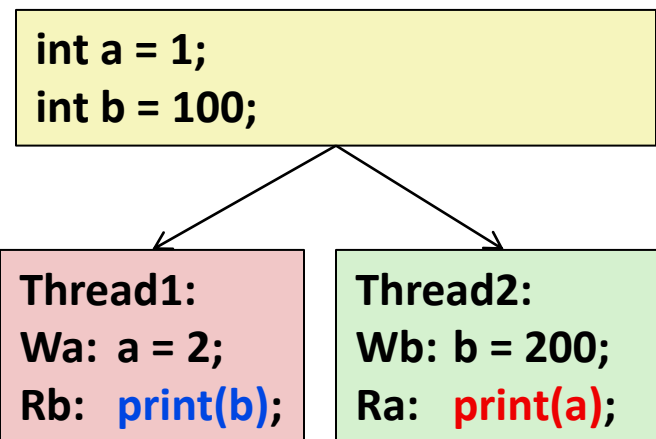 int a = 1;
int b = 100;
Thread1:
Wa: a = 2;
Rb: print(b);
Thread2:
Wb: b = 200;
Ra: print(a);